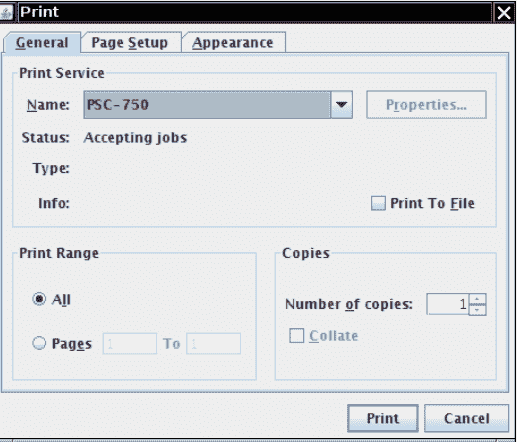 Print
General Page Setup Appearance
Print Service
Name: PSC-750 Properties...
Status: Accepting jobs
Type:
Info: Print To File
Print Range Copies
All Number of copies: 1
Pages 1 To 1 Collate
Print Cancel